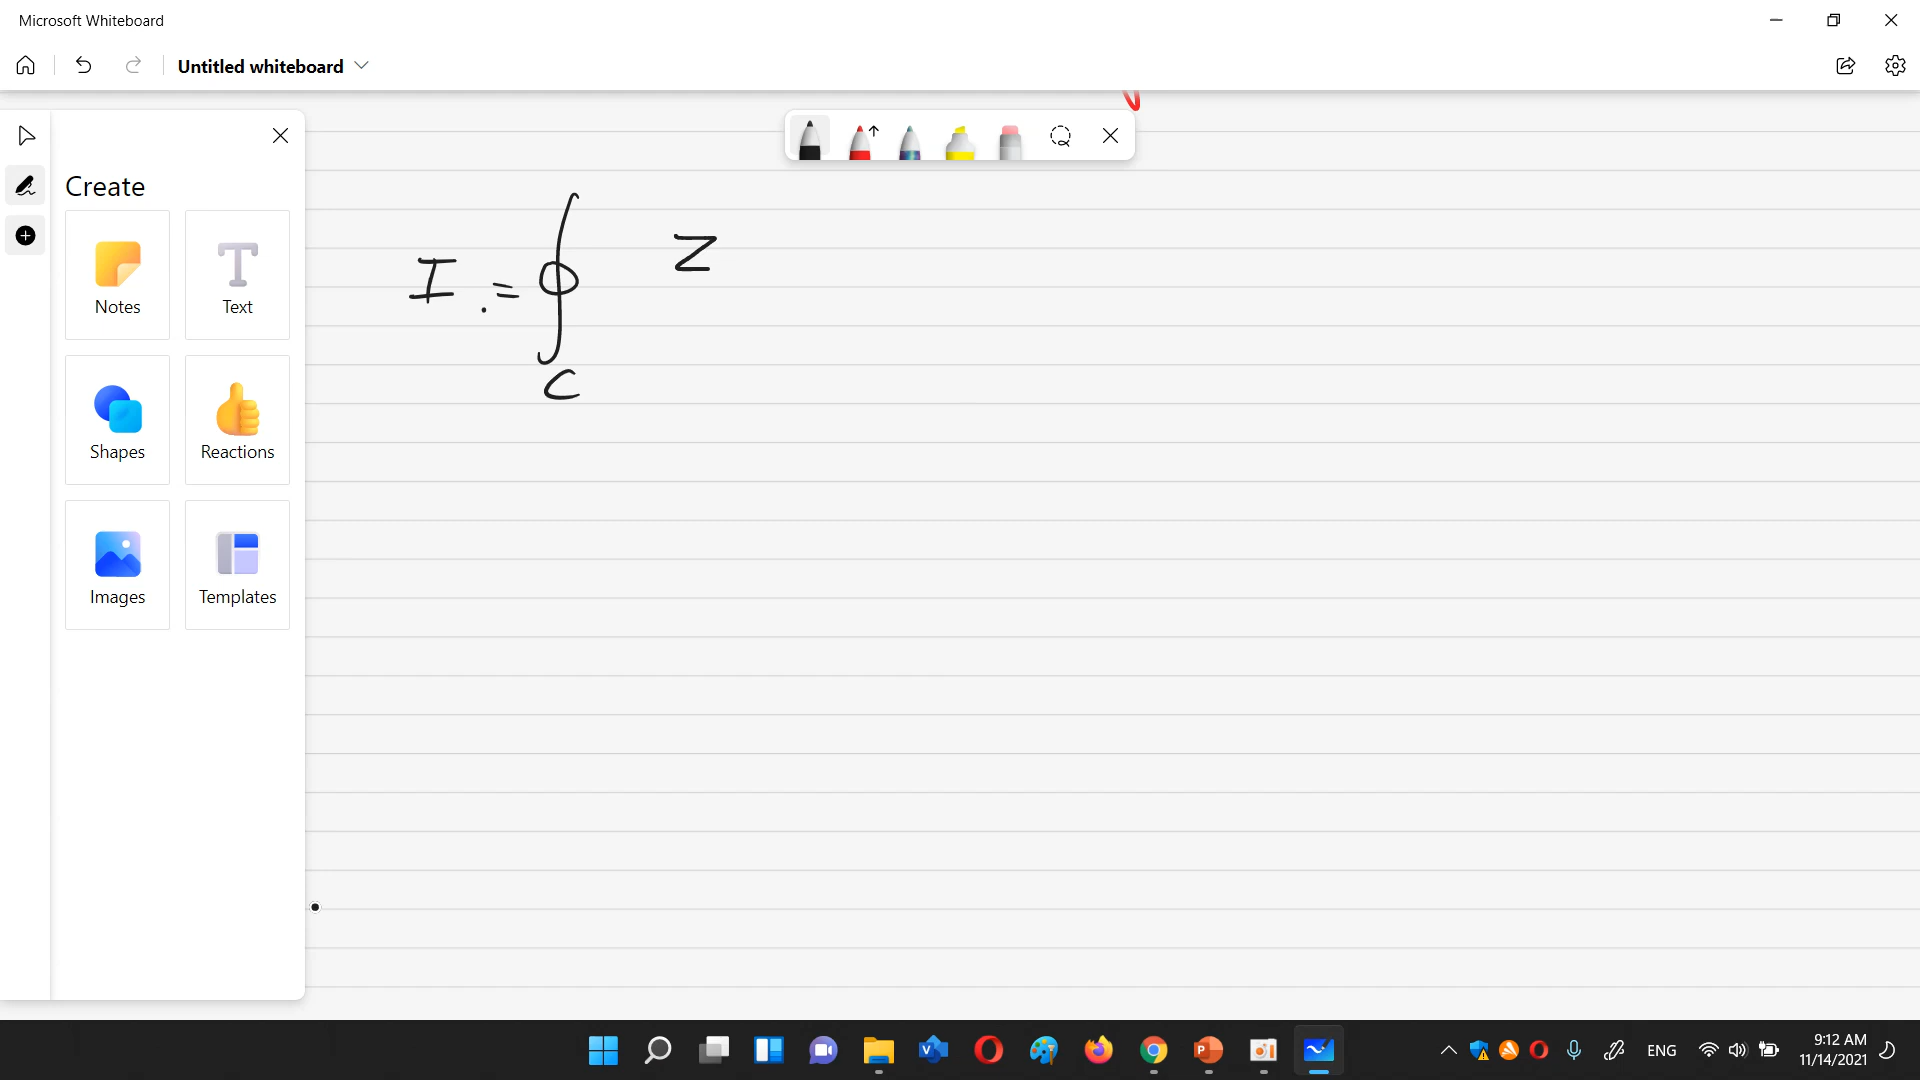 Microsoft Whiteboard
Untitled whiteboard
Create
Notes
Text
Shapes
Reactions
Images
Templates
I = ∮ Z
C
ENG
9:12 AM
11/14/2021